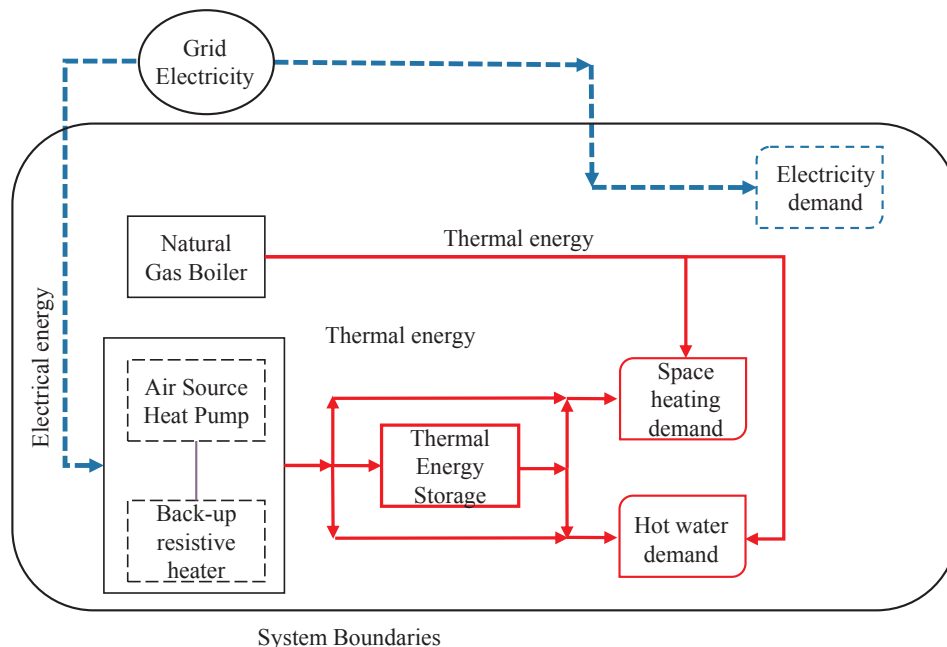 Grid
Electricity
Electricity
demand
Natural
Gas Boiler
Thermal energy
Electrical energy
Thermal energy
Air Source
Heat Pump
Space
heating
demand
Thermal
Energy
Storage
Back-up
resistive
heater
Hot water
demand
System Boundaries